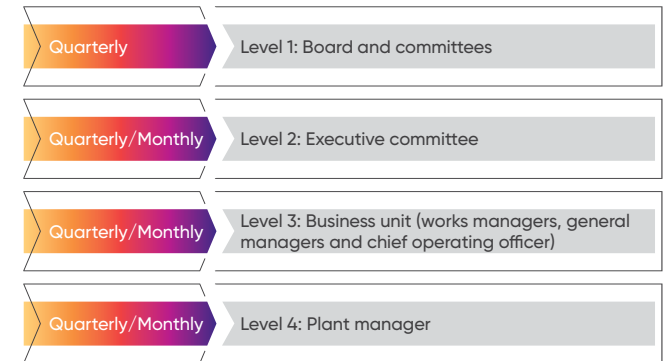 Quarterly
Level 1: Board and committees
Quarterly/Monthly
Level 2: Executive committee
Quarterly/Monthly
Level 3: Business unit (works managers, general
managers and chief operating officer)
Quarterly/Monthly
Level 4: Plant manager